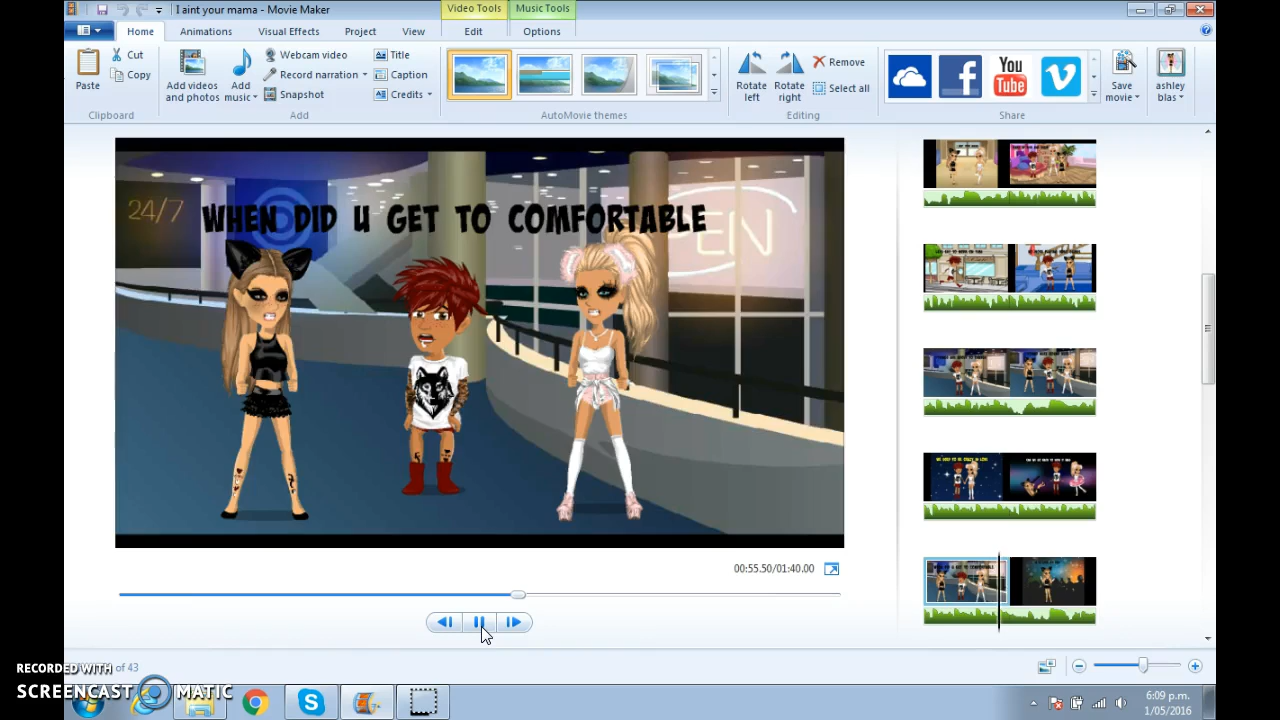 I aint your mama - Movie Maker
Video Tools
Music Tools
Home
Animations
Visual Effects
Project
View
Edit
Options
Paste
Cut
Copy
Clipboard
Add videos
and photos
Add
music
Webcam video
Record narration
Snapshot
Title
Caption
Credits
Add
AutoMovie themes
Rotate
left
Rotate
right
Remove
Select all
Editing
You
Tube
Share
Save
movie
ashley
blas
24/7
OPEN
WHEN DID U GET TO COMFORTABLE
00:55.50/01:40.00
of 43
RECORDED WITH
SCREENCAST MATIC
6:09 p.m.
1/05/2016